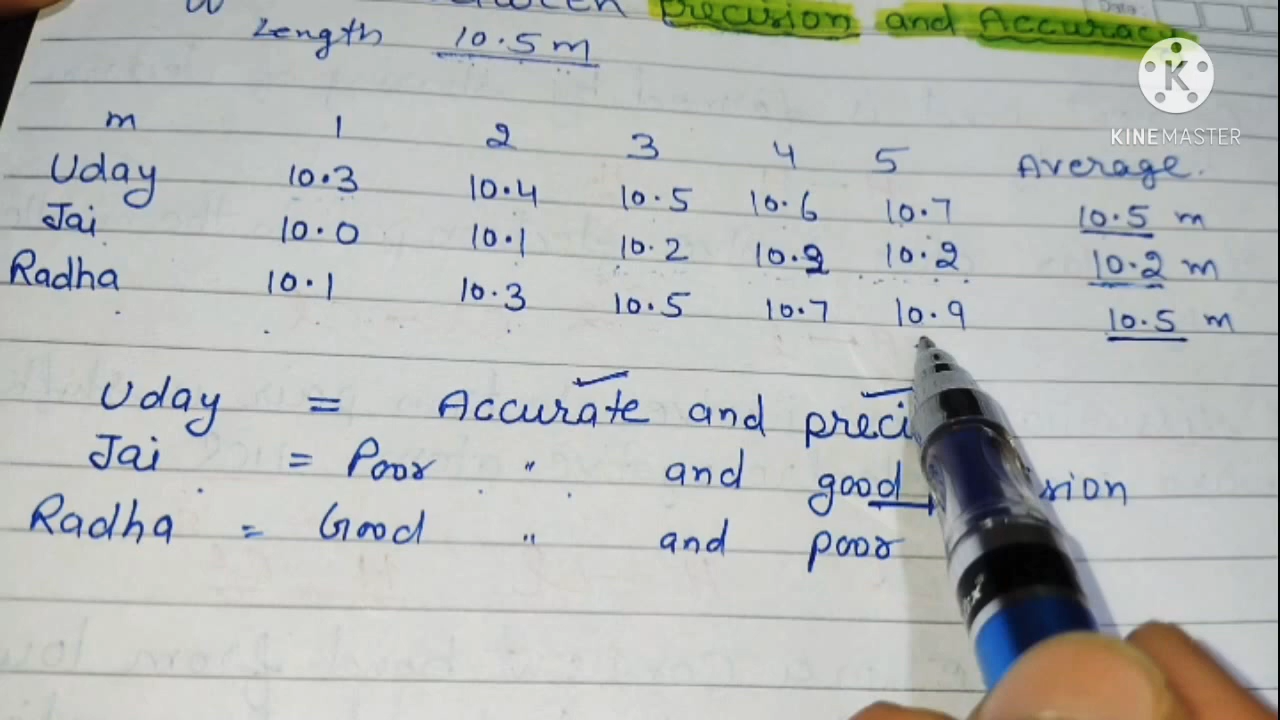 Precision and Accuracy
Length 10.5 m
KINEMASTER
m 1 2 3 4 5 Average.
Uday 10.3 10.4 10.5 10.6 10.7 10.5 m
Jai 10.0 10.1 10.2 10.2 10.2 10.2 m
Radha 10.1 10.3 10.5 10.7 10.9 10.5 m
Uday = Accurate and preci
Jai = Poor " and good sion
Radha = Good " and poor